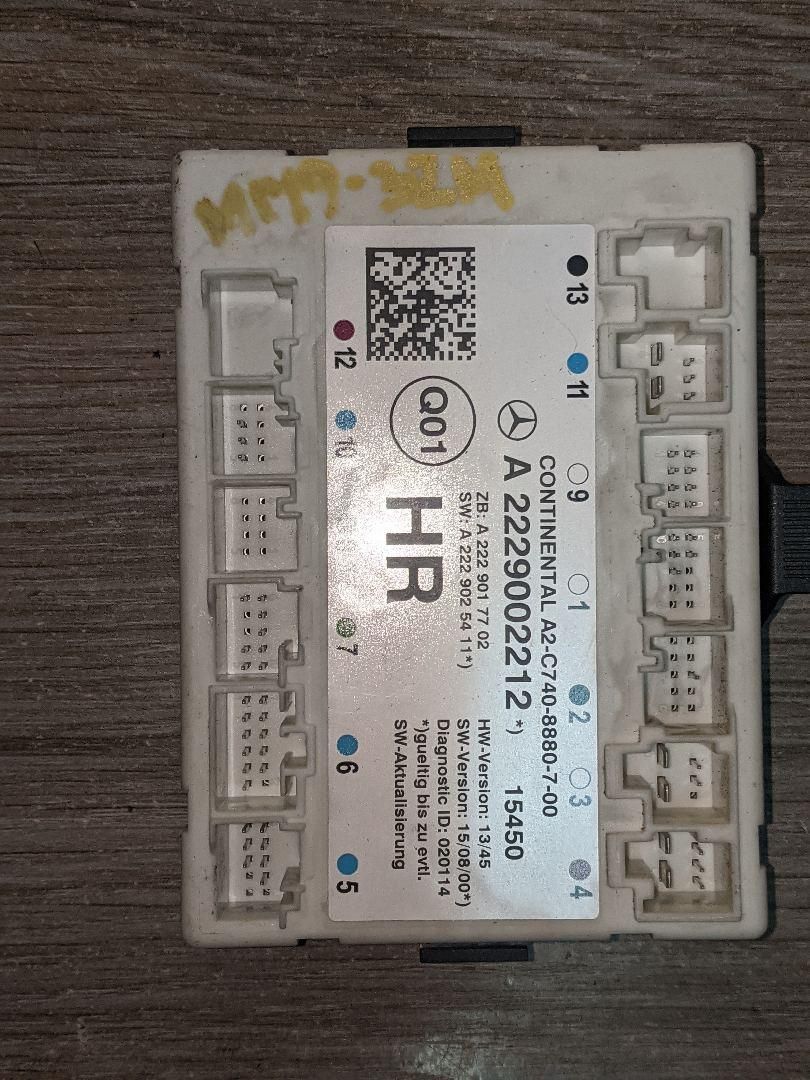 13
11
9
1
2
3
4
CONTINENTAL A2-C740-8880-7-00
A 2229002212 *) 15450
ZB: A 222 901 77 02
SW: A 222 902 54 11*)
HW-Version: 13/45
SW-Version: 15/08/00*)
Diagnostic ID: 020114
*)gueltig bis zu evtl.
SW-Aktualisierung
Q01
HR
12
10
7
6
5